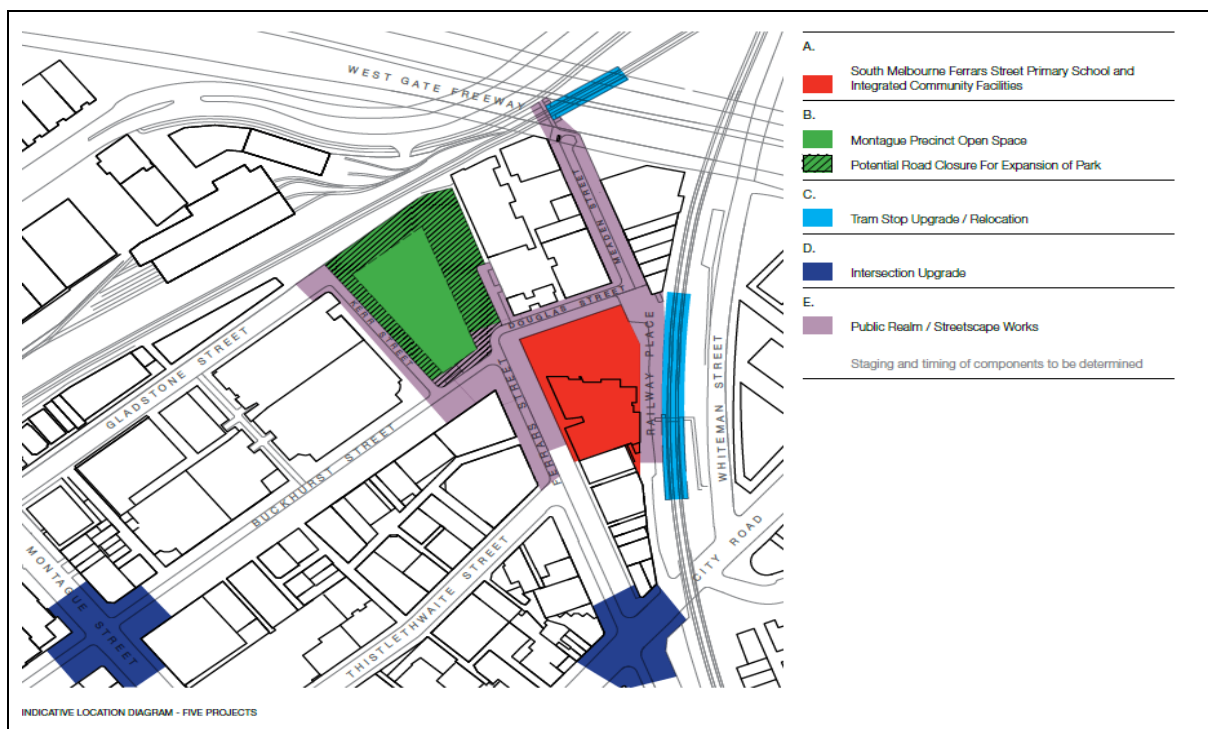 WEST GATE FREEWAY
MEADEN STREET
KERR STREET
DOUGLAS STREET
RAILWAY PLACE
WHITEMAN STREET
GLADSTONE STREET
FERRARS STREET
BUCKHURST STREET
CITY ROAD
MONTAGUE STREET
THISTLETHWAITE STREET
INDICATIVE LOCATION DIAGRAM - FIVE PROJECTS
A.
South Melbourne Ferrars Street Primary School and
Integrated Community Facilities
B.
Montague Precinct Open Space
Potential Road Closure For Expansion of Park
C.
Tram Stop Upgrade / Relocation
D.
Intersection Upgrade
E.
Public Realm / Streetscape Works
Staging and timing of components to be determined